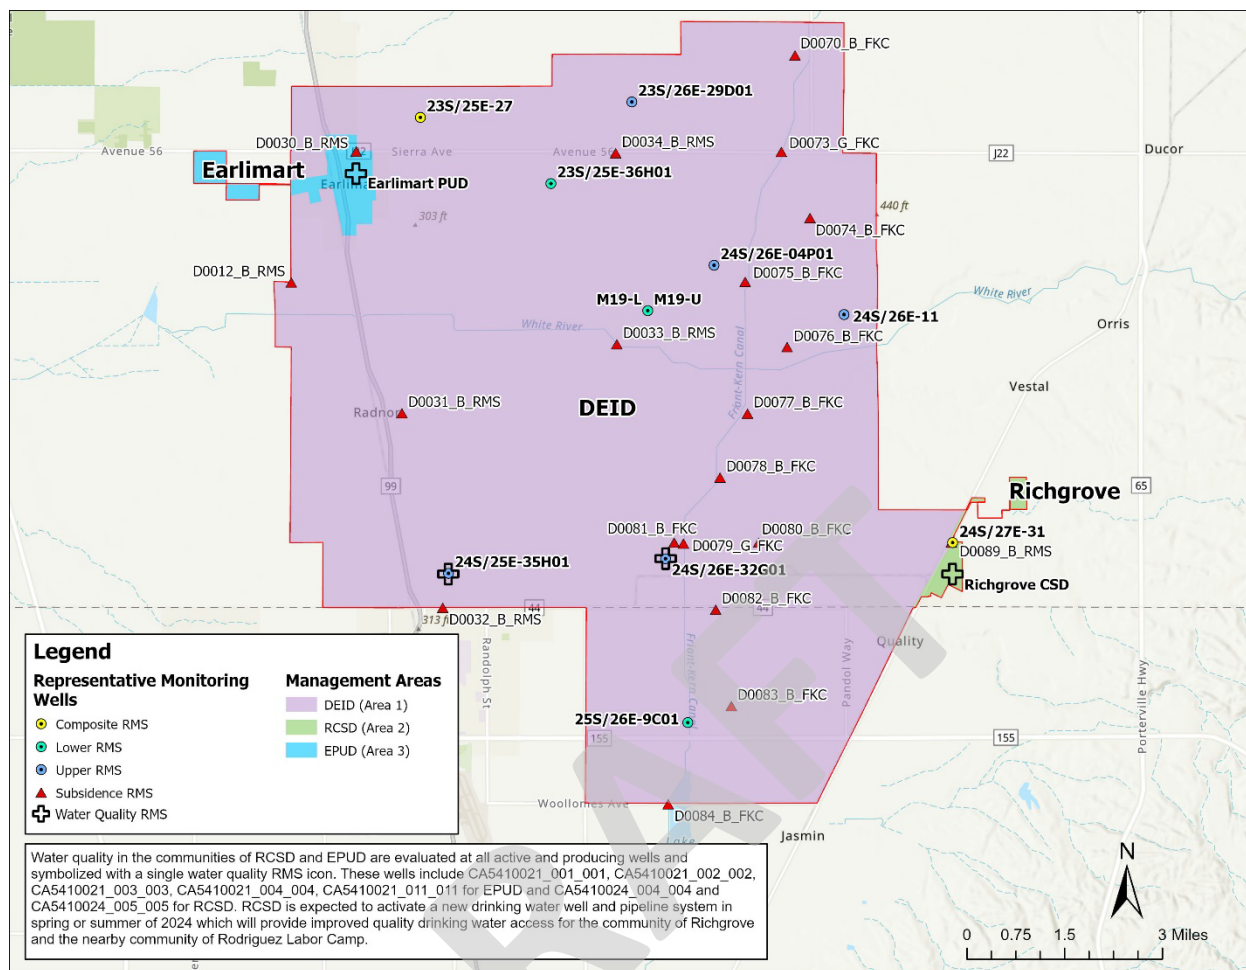 D0070_B_FKC
23S/25E-27
23S/26E-29D01
D0030_B_RMS
D0034_B_RMS
D0073_G_FKC
Avenue 56
Sierra Ave
Avenue 56
J22
Ducor
Earlimart
Earlimart PUD
23S/25E-36H01
303 ft
440 ft
D0074_B_FKC
24S/26E-04P01
D0012_B_RMS
D0075_B_FKC
M19-L
M19-U
White River
24S/26E-11
White River
D0033_B_RMS
D0076_B_FKC
Orris
Friant-Kern Canal
Vestal
Radnor
D0031_B_RMS
DEID
D0077_B_FKC
D0078_B_FKC
99
Richgrove
65
D0081_B_FKC
D0080_B_FKC
24S/27E-31
D0079_G_FKC
D0089_B_RMS
24S/25E-35H01
24S/26E-32G01
Richgrove CSD
44
D0082_B_FKC
44
313 ft
D0032_B_RMS
Randolph St
Friant-Kern Canal
Pandol Way
Quality
Porterville Hwy
D0083_B_FKC
25S/26E-9C01
155
155
Woollomes Ave
D0084_B_FKC
Lake
Jasmin
DRAFT
Legend
Representative Monitoring
Wells
Composite RMS
Lower RMS
Upper RMS
Subsidence RMS
Water Quality RMS
Management Areas
DEID (Area 1)
RCSD (Area 2)
EPUD (Area 3)
Water quality in the communities of RCSD and EPUD are evaluated at all active and producing wells and
symbolized with a single water quality RMS icon. These wells include CA5410021_001_001, CA5410021_002_002,
CA5410021_003_003, CA5410021_004_004, CA5410021_011_011 for EPUD and CA5410024_004_004 and
CA5410024_005_005 for RCSD. RCSD is expected to activate a new drinking water well and pipeline system in
spring or summer of 2024 which will provide improved quality drinking water access for the community of Richgrove
and the nearby community of Rodriguez Labor Camp.
N
0 0.75 1.5 3 Miles